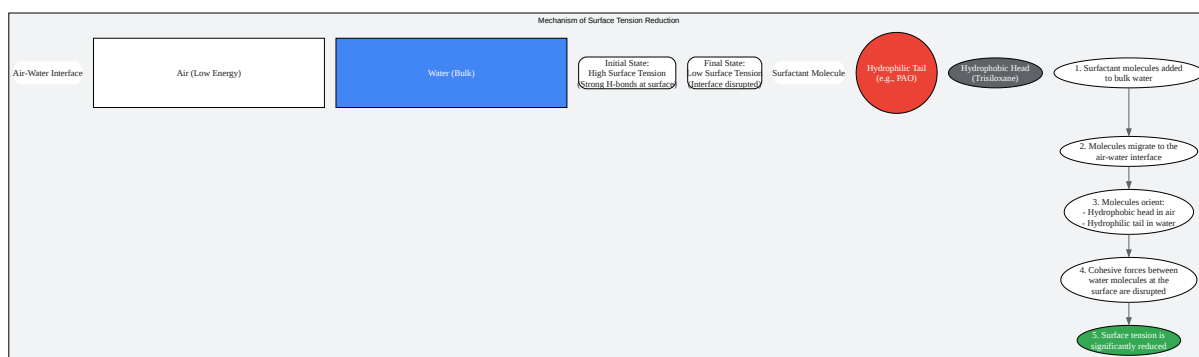 Mechanism of Surface Tension Reduction
Air-Water Interface
Air (Low Energy)
Water (Bulk)
Initial State:
High Surface Tension
(Strong H-bonds at surface)
Final State:
Low Surface Tension
(Interface disrupted)
Surfactant Molecule
Hydrophilic Tail
(e.g., PAO)
Hydrophobic Head
(Trisiloxane)
1. Surfactant molecules added
to bulk water
2. Molecules migrate to the
air-water interface
3. Molecules orient:
- Hydrophobic head in air
- Hydrophilic tail in water
4. Cohesive forces between
water molecules at the
surface are disrupted
5. Surface tension is
significantly reduced